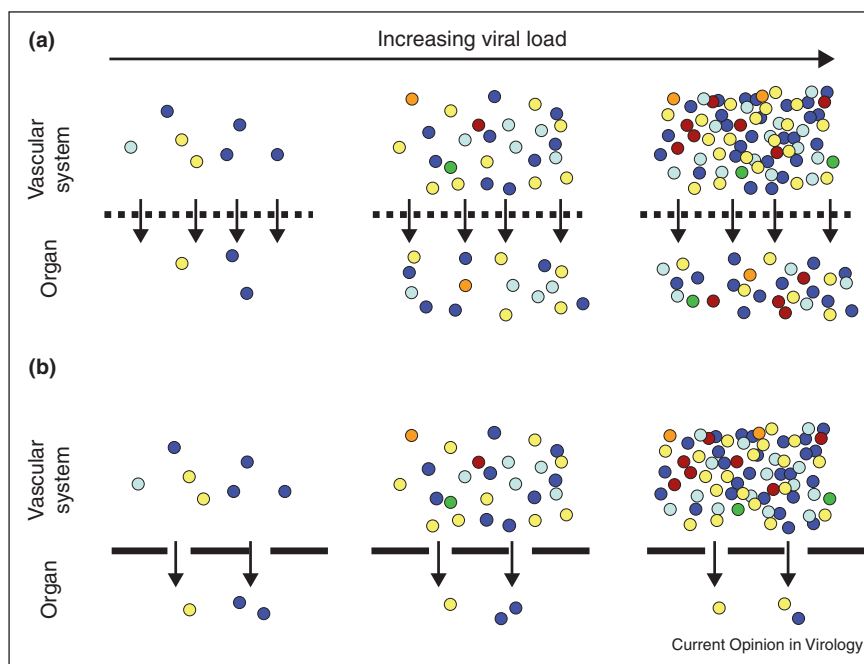 (a)
Increasing viral load
Vascular
system
Organ
(b)
Vascular
system
Organ
Current Opinion in Virology